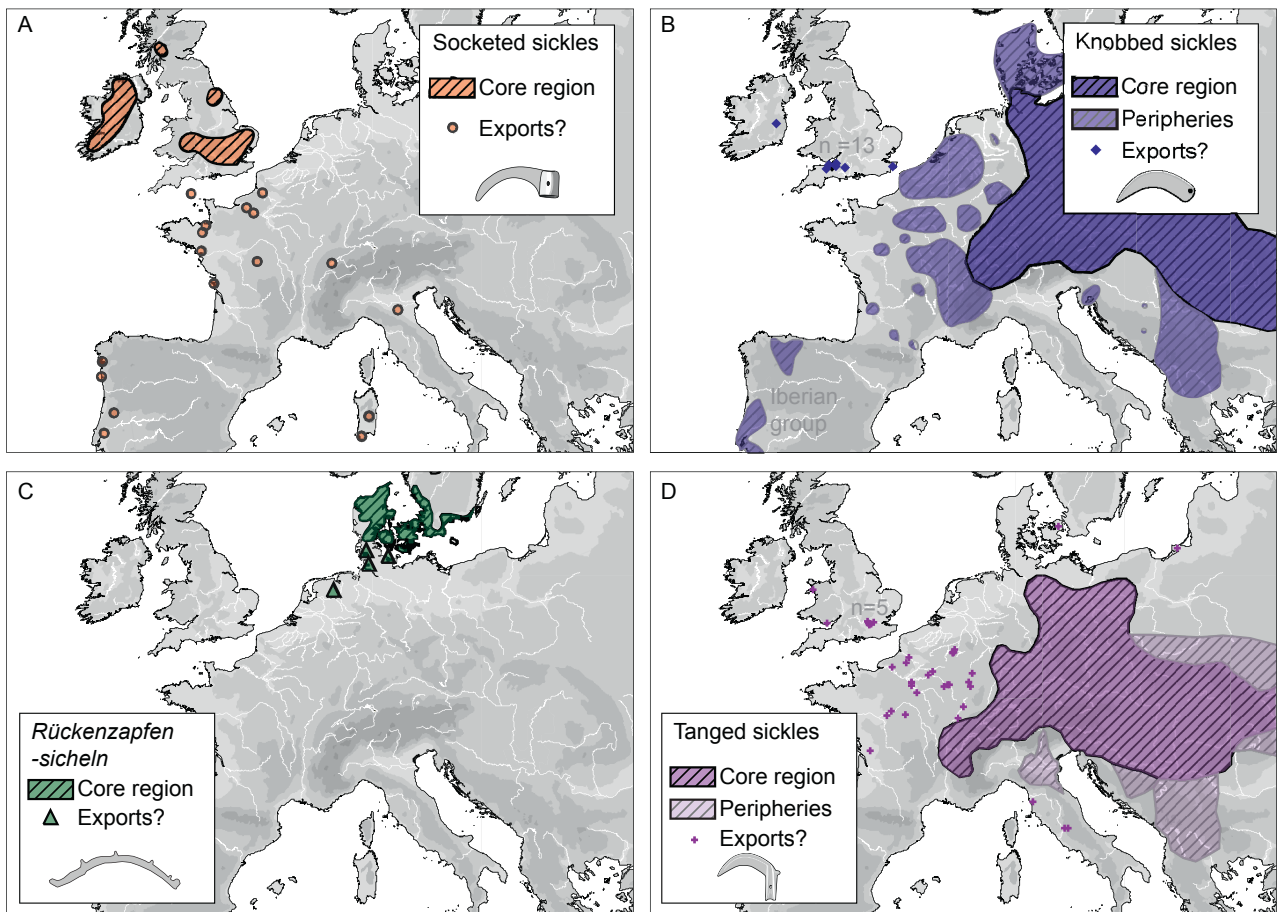 A
Socketed sickles
Core region
Exports?
B
Knobbed sickles
Core region
Peripheries
Exports?
n =13
Iberian
group
C
Rückenzapfen
-sicheln
Core region
Exports?
D
n=5
Tanged sickles
Core region
Peripheries
Exports?